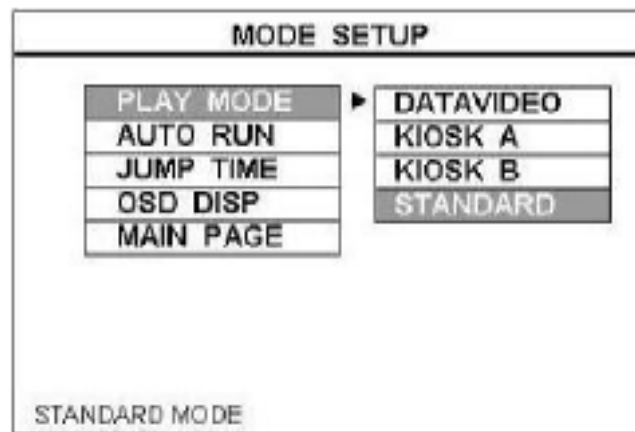 MODE SETUP
PLAY MODE
AUTO RUN
JUMP TIME
OSD DISP
MAIN PAGE
DATAVIDEO
KIOSK A
KIOSK B
STANDARD
STANDARD MODE